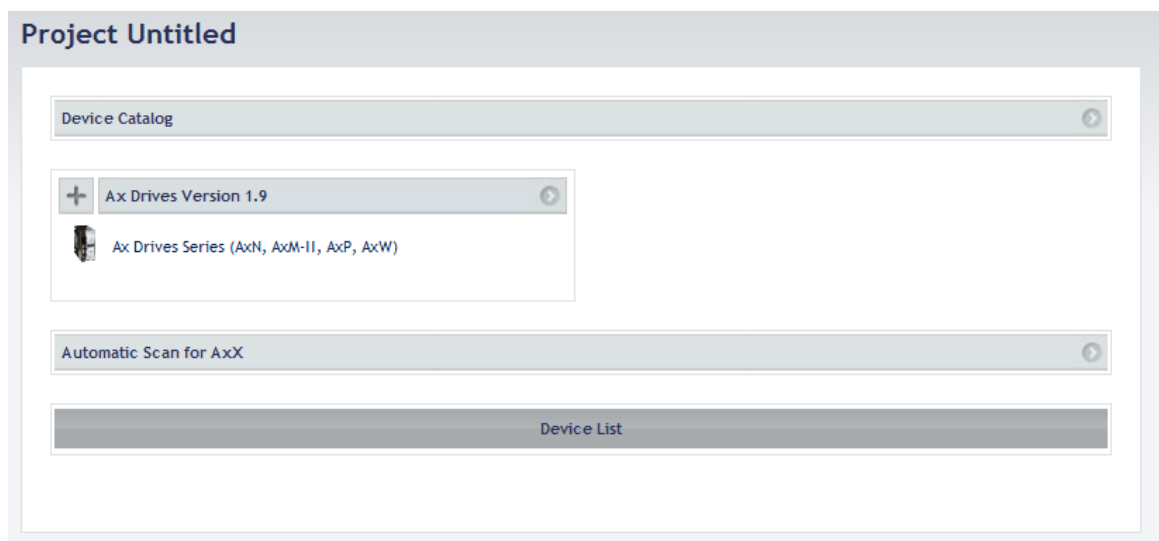 Project Untitled
Device Catalog
Ax Drives Version 1.9
Ax Drives Series (AxN, AxM-II, AxP, AxW)
Automatic Scan for AxX
Device List